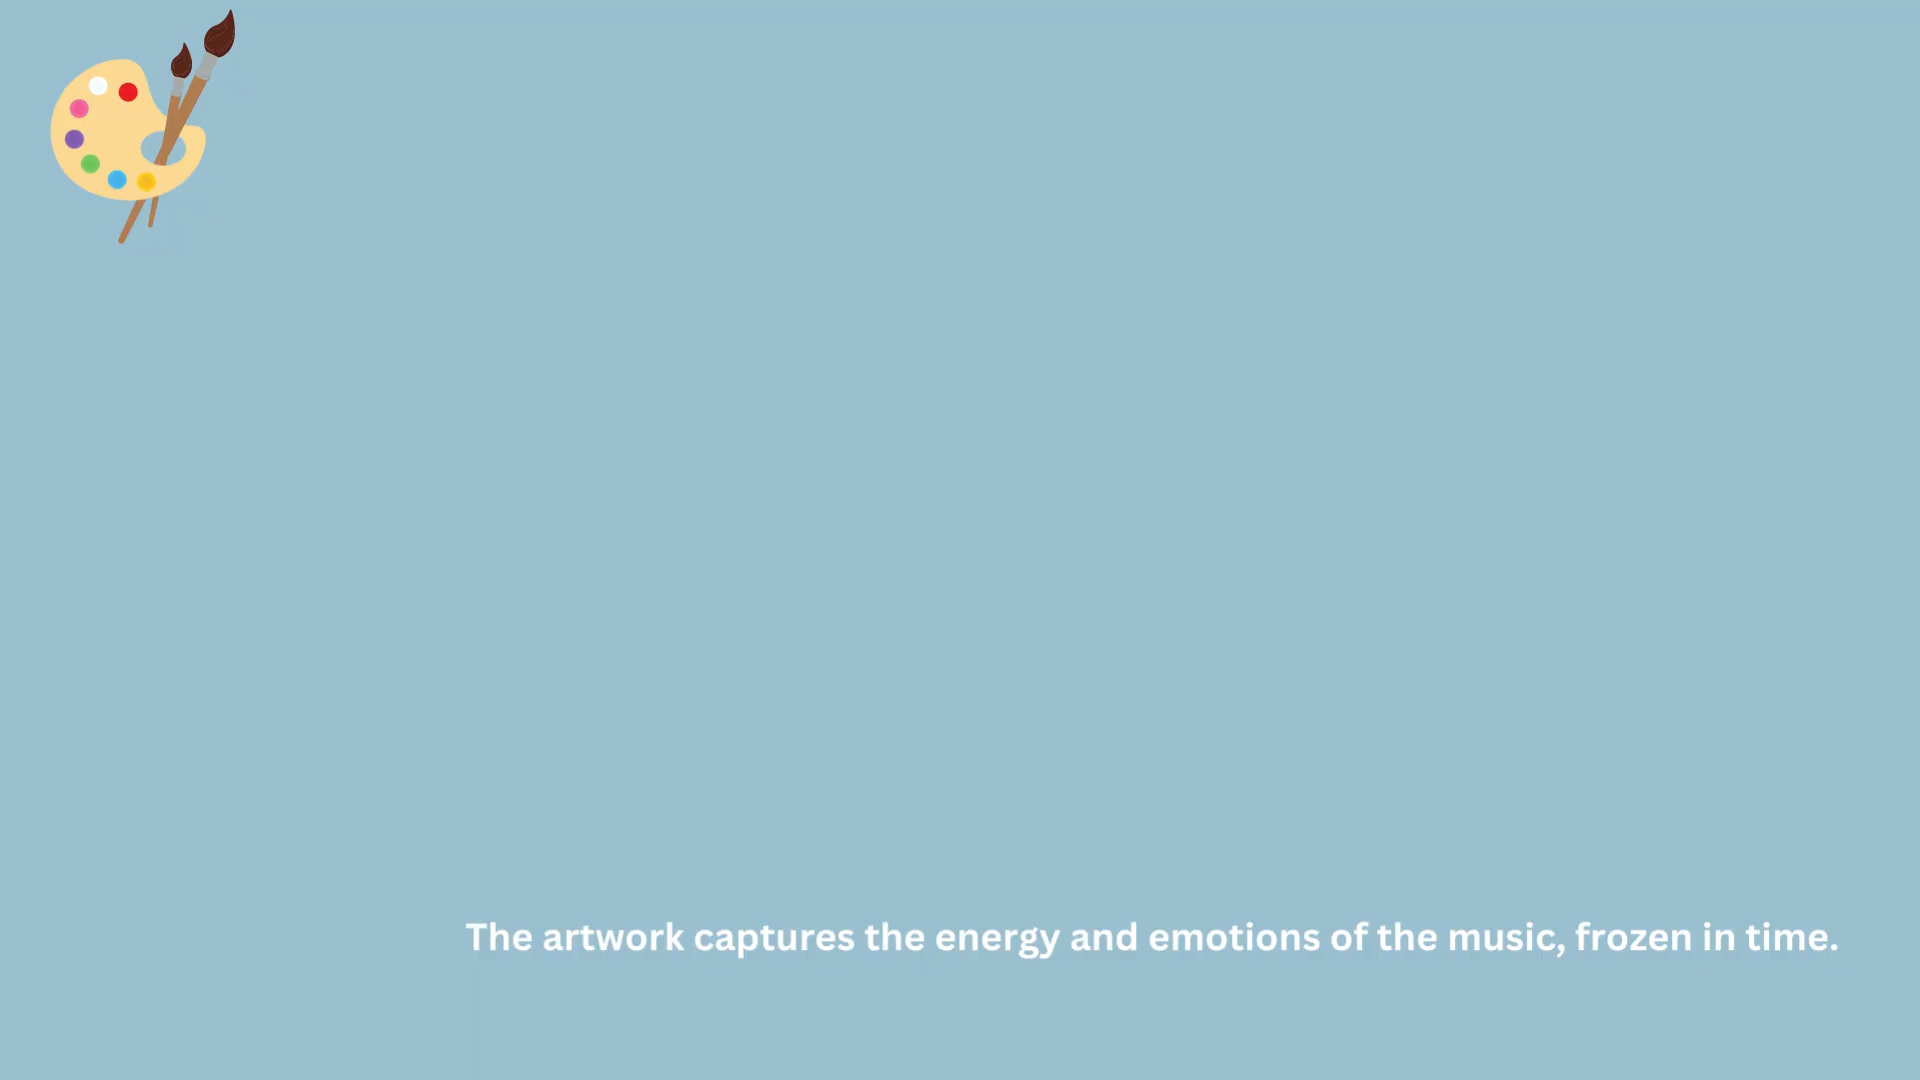 The artwork captures the energy and emotions of the music, frozen in time.